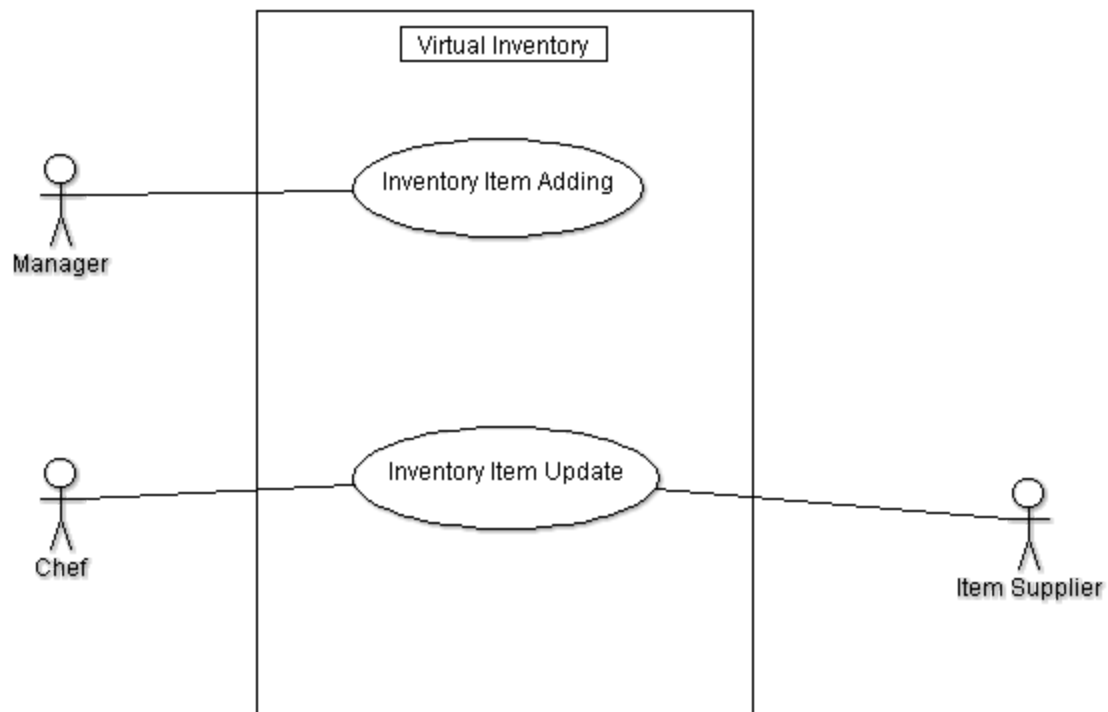 Virtual Inventory
Inventory Item Adding
Manager
Inventory Item Update
Chef
Item Supplier